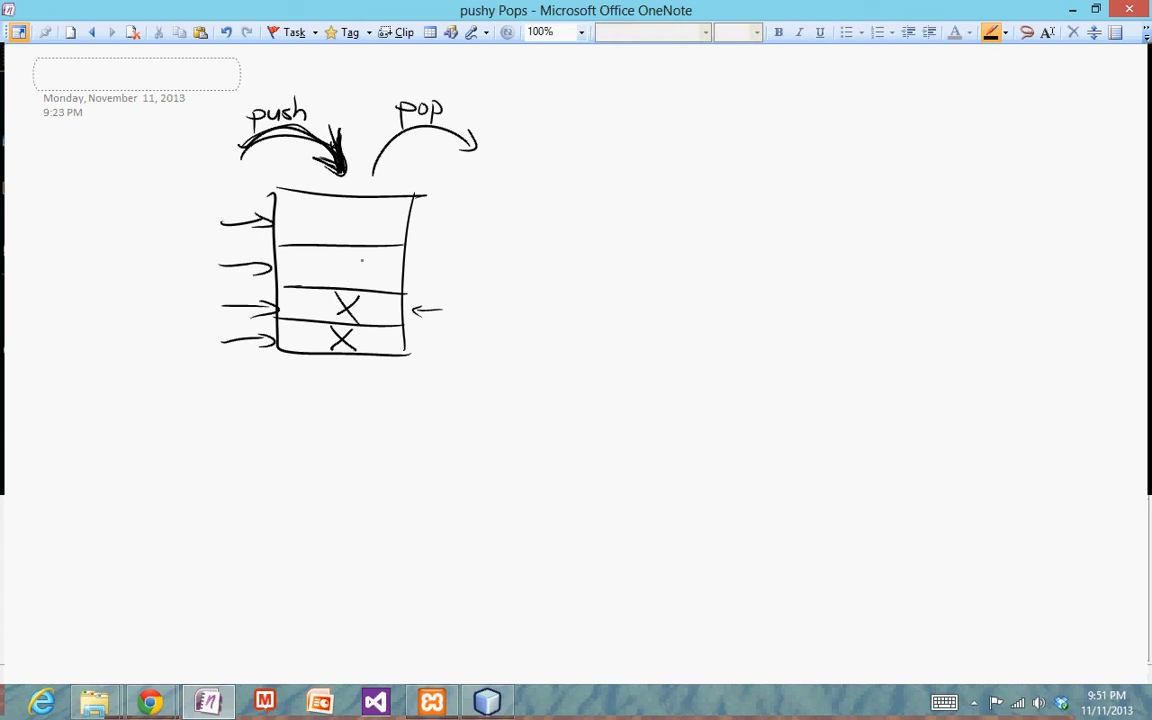 pushy Pops - Microsoft Office OneNote
Task
Tag
Clip
100%
B
I
U
A
Monday, November 11, 2013
9:23 PM
push
pop
X
X
9:51 PM
11/11/2013